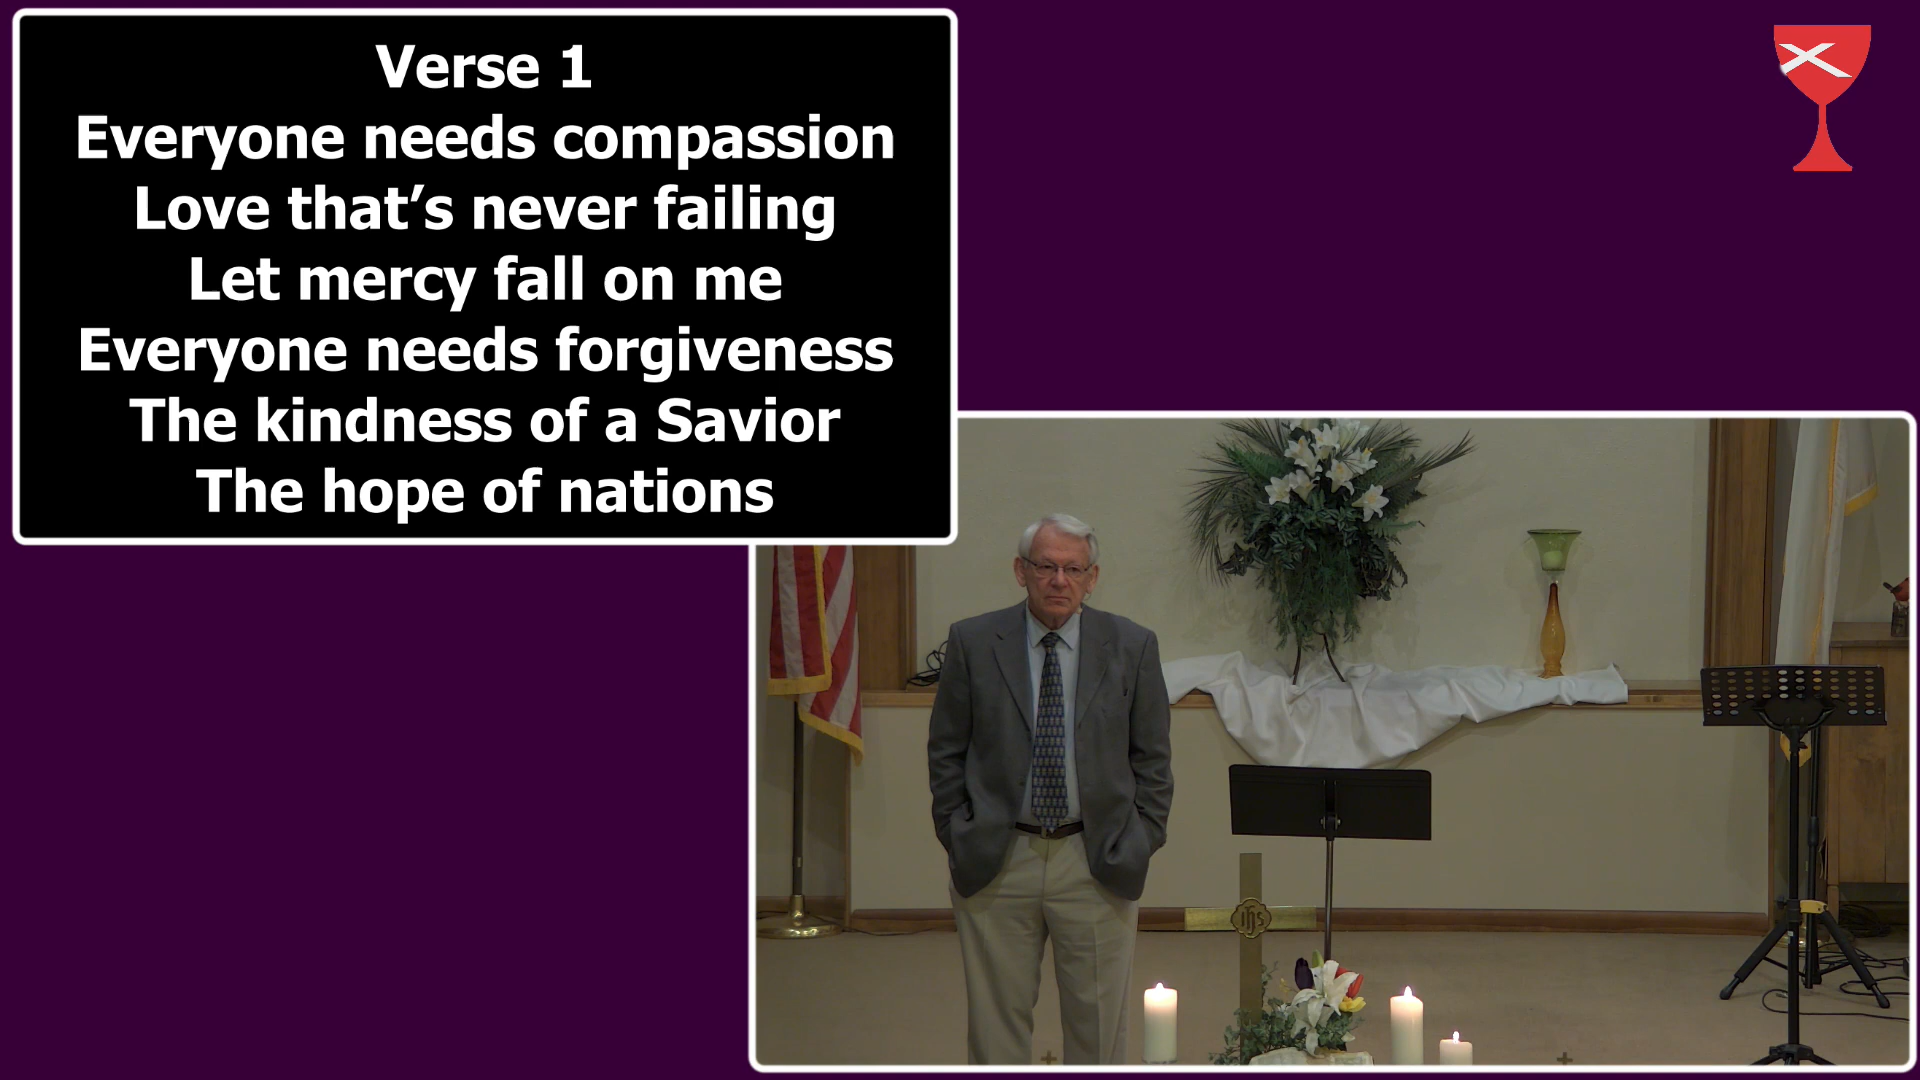 Verse 1
Everyone needs compassion
Love that’s never failing
Let mercy fall on me
Everyone needs forgiveness
The kindness of a Savior
The hope of nations
IHS